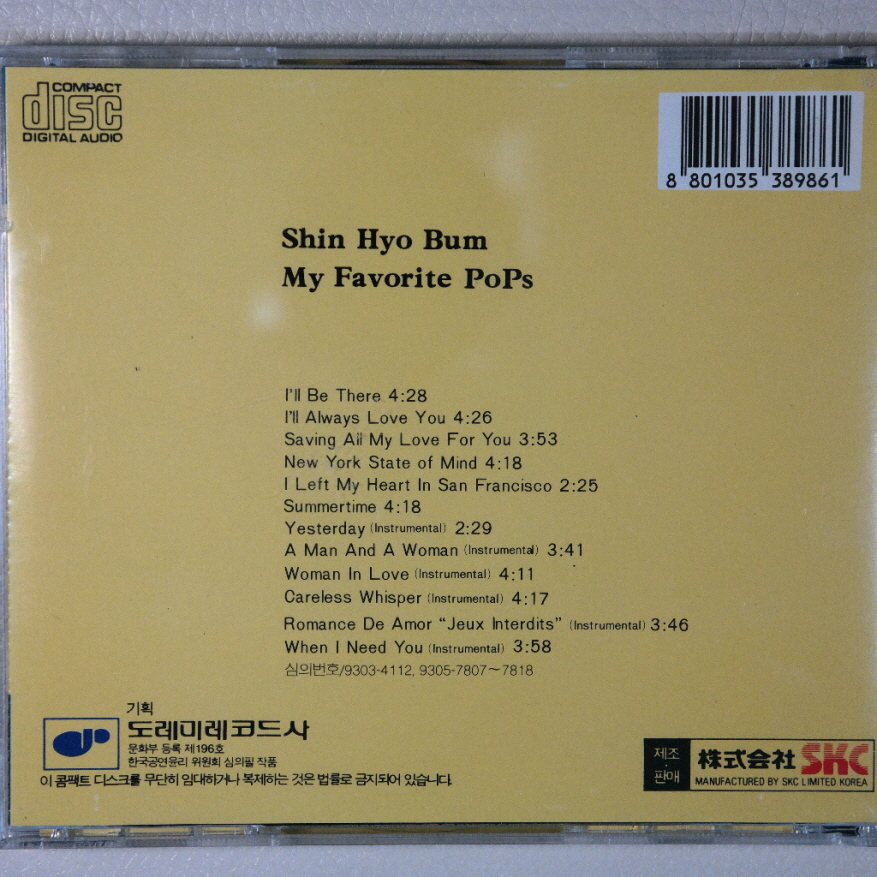 COMPACT
disc
DIGITAL AUDIO
8 801035 389861
Shin Hyo Bum
My Favorite PoPs
I'll Be There 4:28
I'll Always Love You 4:26
Saving All My Love For You 3:53
New York State of Mind 4:18
I Left My Heart In San Francisco 2:25
Summertime 4:18
Yesterday (Instrumental) 2:29
A Man And A Woman (Instrumental) 3:41
Woman In Love (Instrumental) 4:11
Careless Whisper (Instrumental) 4:17
Romance De Amor “Jeux Interdits” (Instrumental) 3:46
When I Need You (Instrumental) 3:58
심의번호/9303-4112, 9305-7807～7818
기획
도레미레코드사
문화부 등록 제196호
한국공연윤리 위원회 심의필 작품
이 콤팩트 디스크를 무단히 임대하거나 복제하는 것은 법률로 금지되어 있습니다.
제조·판매
株式会社 SKC
MANUFACTURED BY SKC LIMITED KOREA